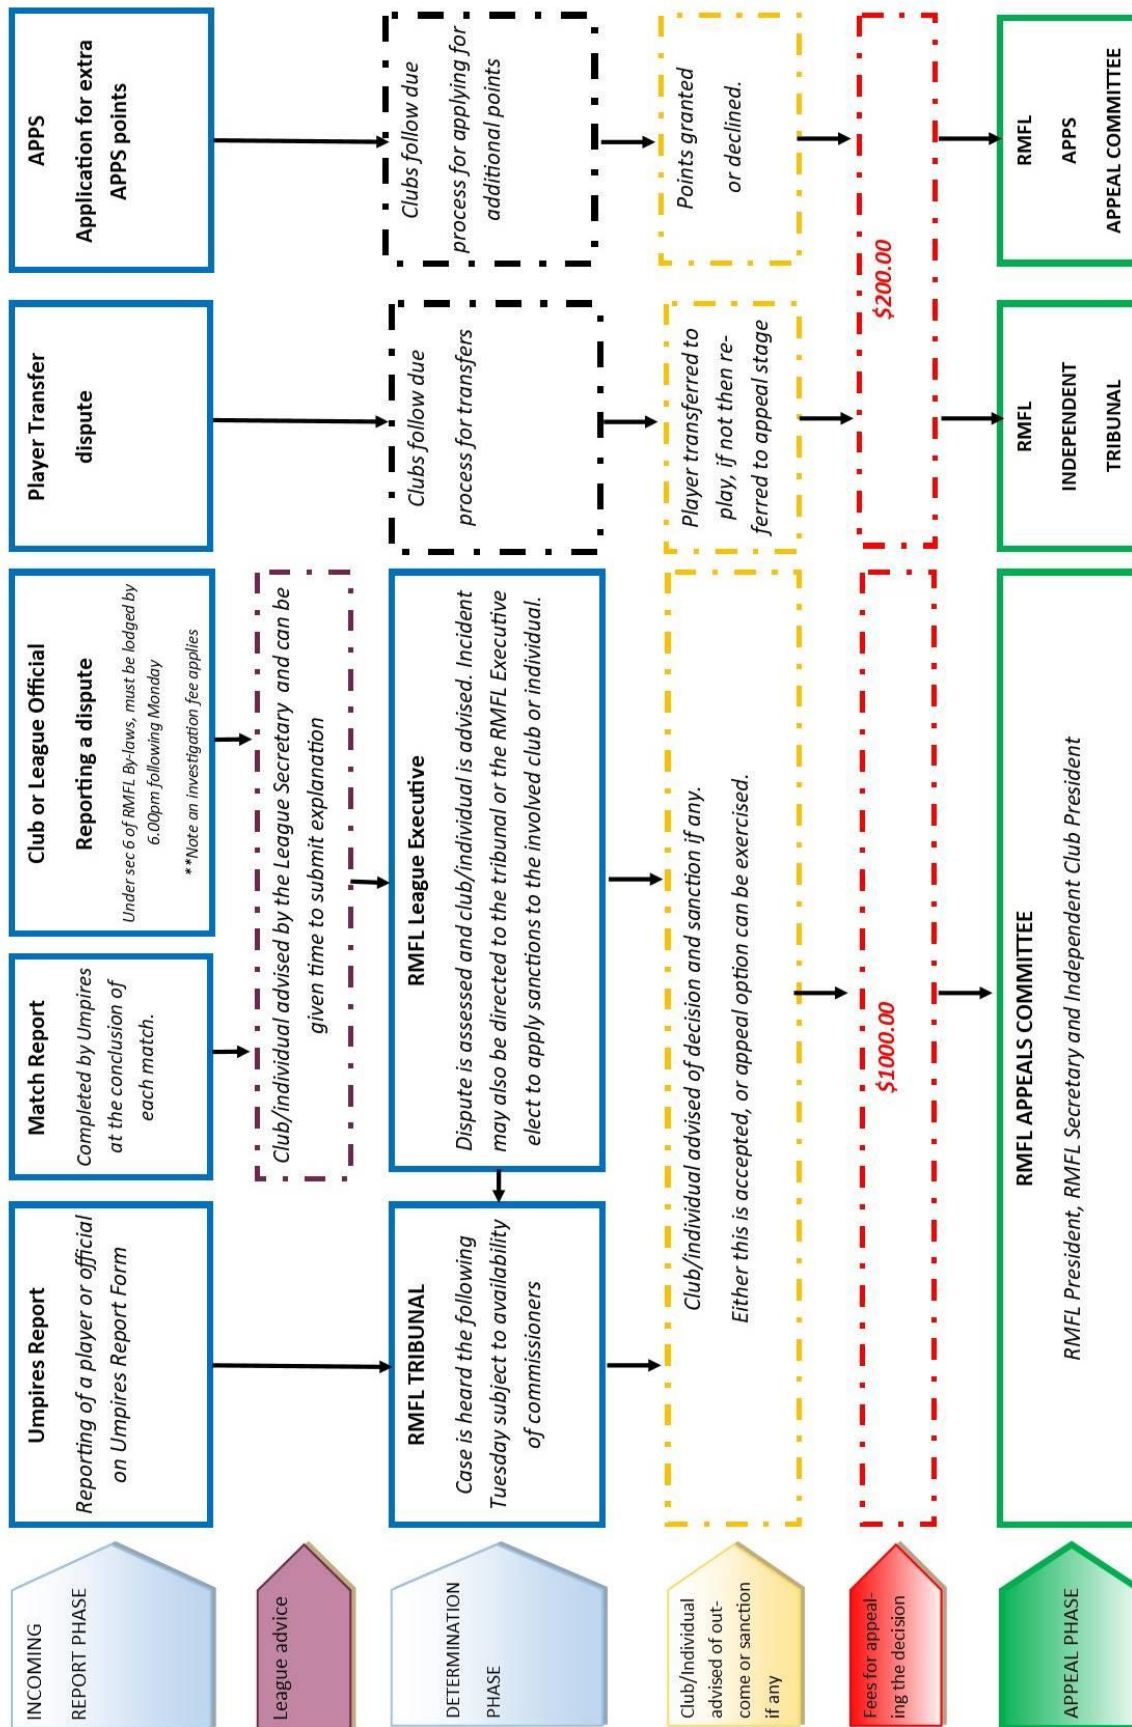 INCOMING
REPORT PHASE
Umpires Report
Reporting of a player or official
on Umpires Report Form
Match Report
Completed by Umpires
at the conclusion of
each match.
Club or League Official
Reporting a dispute
Under sec 6 of RMFL By-laws, must be lodged by
6.00pm following Monday
**Note an investigation fee applies
Player Transfer
dispute
APPS
Application for extra
APPS points
League advice
Club/individual advised by the League Secretary and can be
given time to submit explanation
DETERMINATION
PHASE
RMFL TRIBUNAL
Case is heard the following
Tuesday subject to availability
of commissioners
RMFL League Executive
Dispute is assessed and club/individual is advised. Incident
may also be directed to the tribunal or the RMFL Executive
elect to apply sanctions to the involved club or individual.
Clubs follow due
process for transfers
Clubs follow due
process for applying for
additional points
Club/Individual
advised of out-
come or sanction
if any
Club/individual advised of decision and sanction if any.
Either this is accepted, or appeal option can be exercised.
Player transferred to
play, if not then re-
ferred to appeal stage
Points granted
or declined.
Fees for appeal-
ing the decision
$1000.00
$200.00
APPEAL PHASE
RMFL APPEALS COMMITTEE
RMFL President, RMFL Secretary and Independent Club President
RMFL
INDEPENDENT
TRIBUNAL
RMFL
APPS
APPEAL COMMITTEE